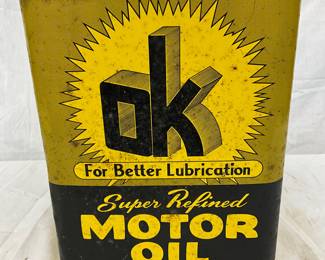 ok
For Better Lubrication
Super Refined
MOTOR
OIL